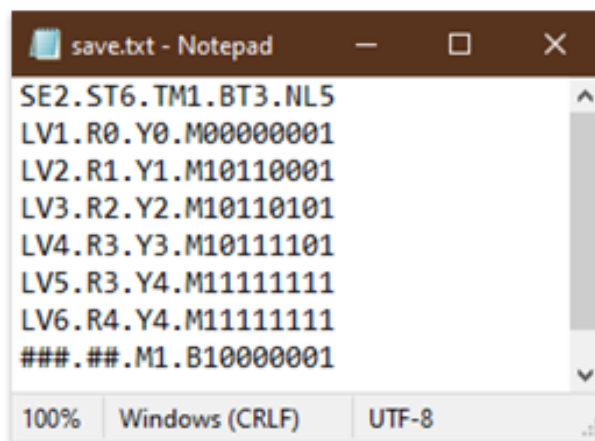 save.txt - Notepad
SE2.ST6.TM1.BT3.NL5
LV1.R0.Y0.M00000001
LV2.R1.Y1.M10110001
LV3.R2.Y2.M10110101
LV4.R3.Y3.M10111101
LV5.R3.Y4.M11111111
LV6.R4.Y4.M11111111
###.##.M1.B10000001
100% Windows (CRLF) UTF-8